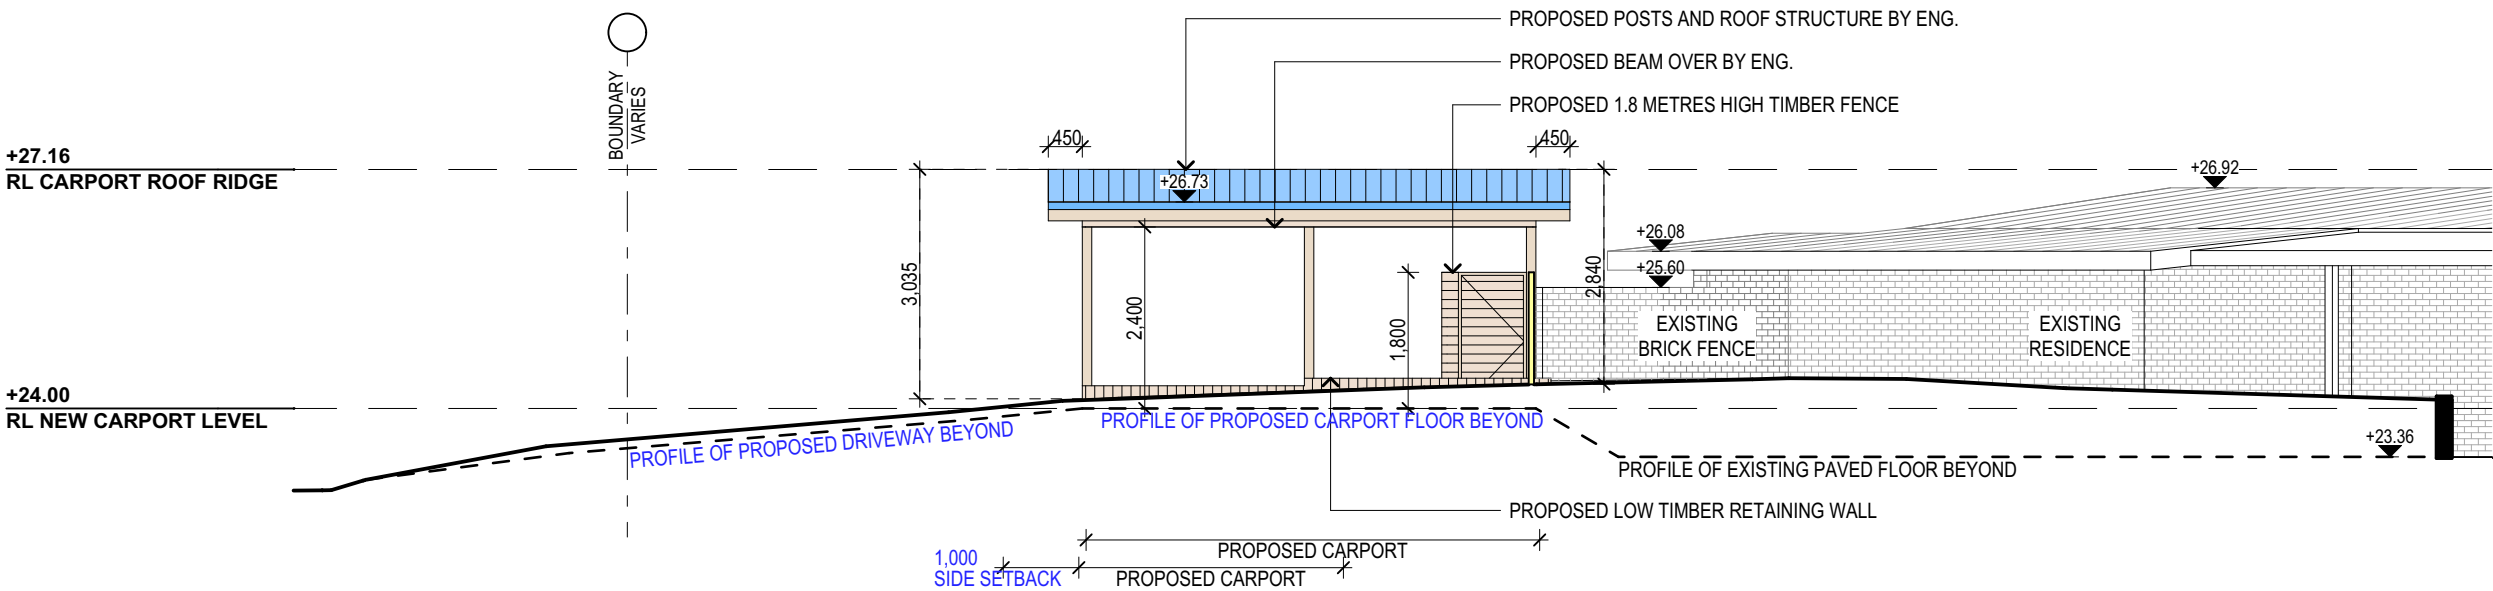 PROPOSED POSTS AND ROOF STRUCTURE BY ENG.
PROPOSED BEAM OVER BY ENG.
PROPOSED 1.8 METRES HIGH TIMBER FENCE
BOUNDARY
VARIES
450
450
+27.16
RL CARPORT ROOF RIDGE
+26.73
+26.92
+26.08
+25.60
3,035
2,400
1,800
2,840
EXISTING
BRICK FENCE
EXISTING
RESIDENCE
+24.00
RL NEW CARPORT LEVEL
PROFILE OF PROPOSED DRIVEWAY BEYOND
PROFILE OF PROPOSED CARPORT FLOOR BEYOND
+23.36
PROFILE OF EXISTING PAVED FLOOR BEYOND
PROPOSED LOW TIMBER RETAINING WALL
PROPOSED CARPORT
1,000
SIDE SETBACK
PROPOSED CARPORT